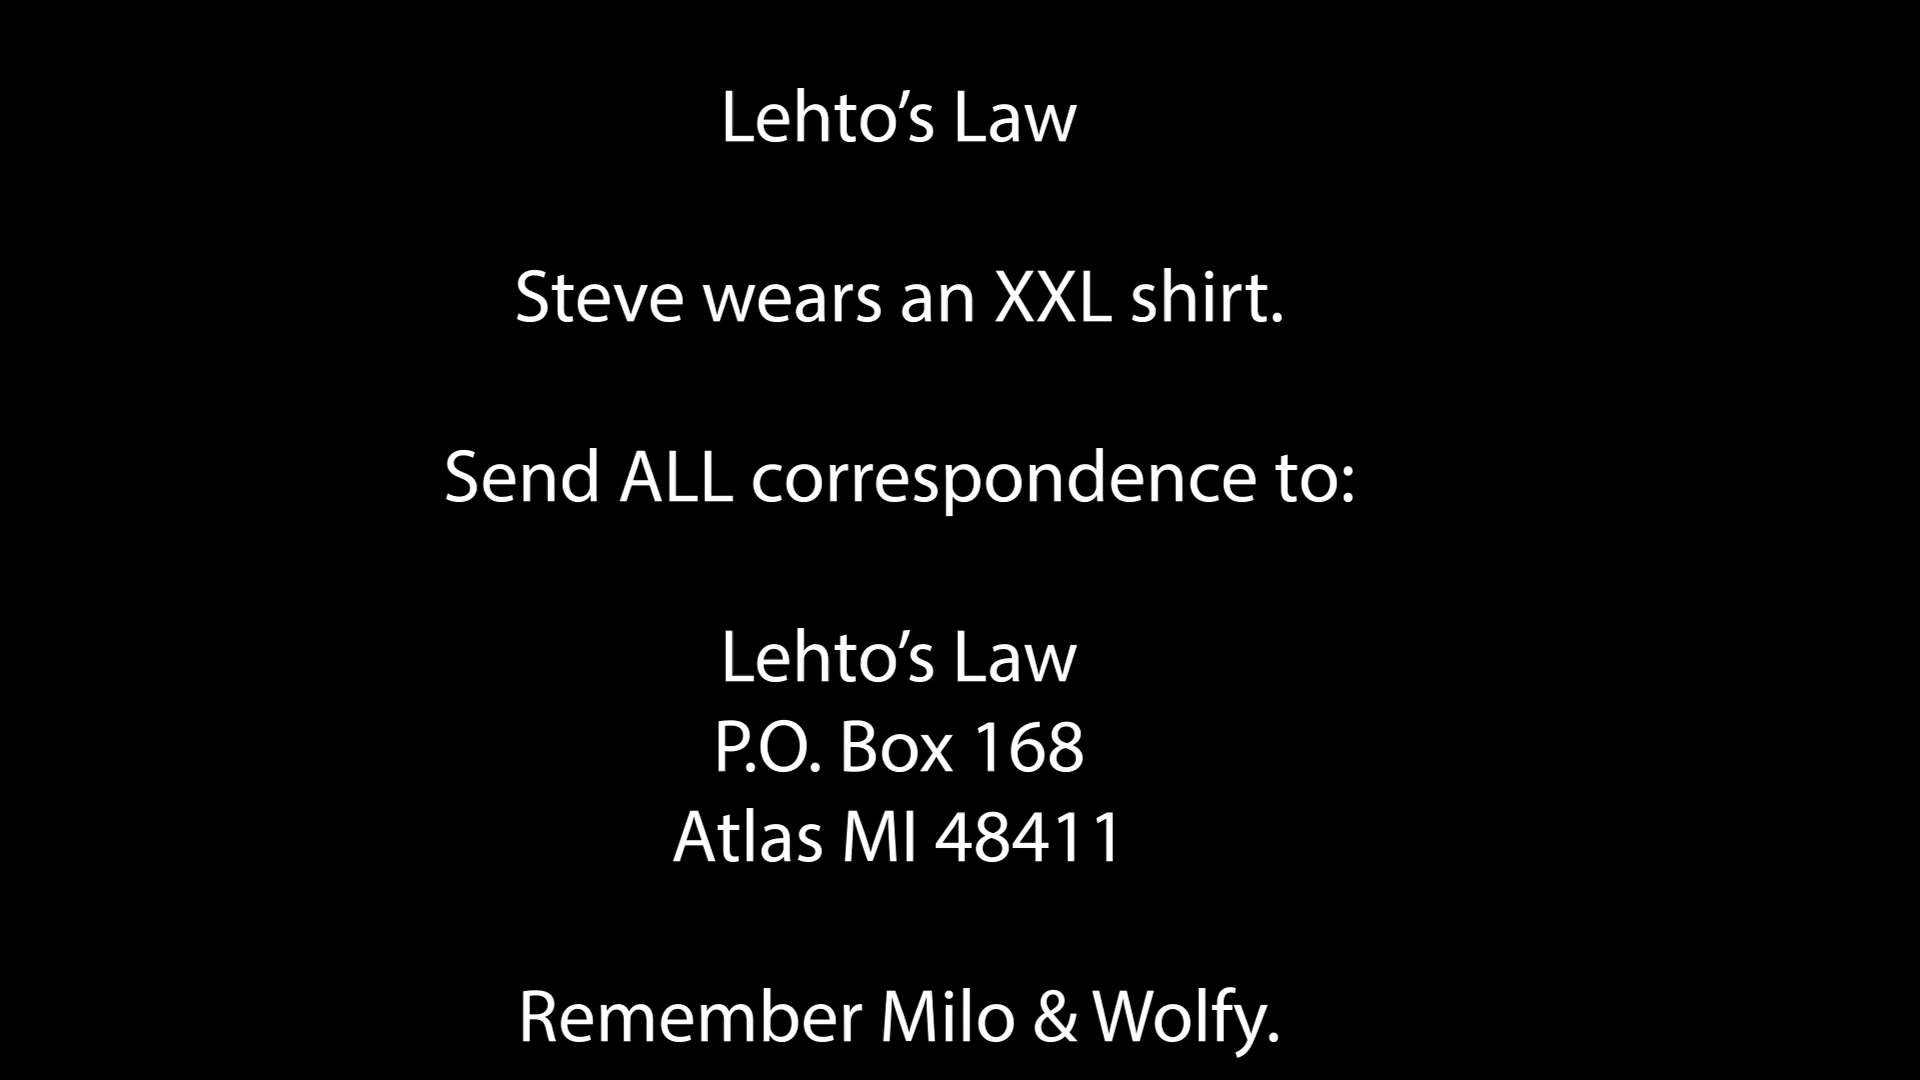 Lehto’s Law
Steve wears an XXL shirt.
Send ALL correspondence to:
Lehto’s Law
P.O. Box 168
Atlas MI 48411
Remember Milo & Wolfy.